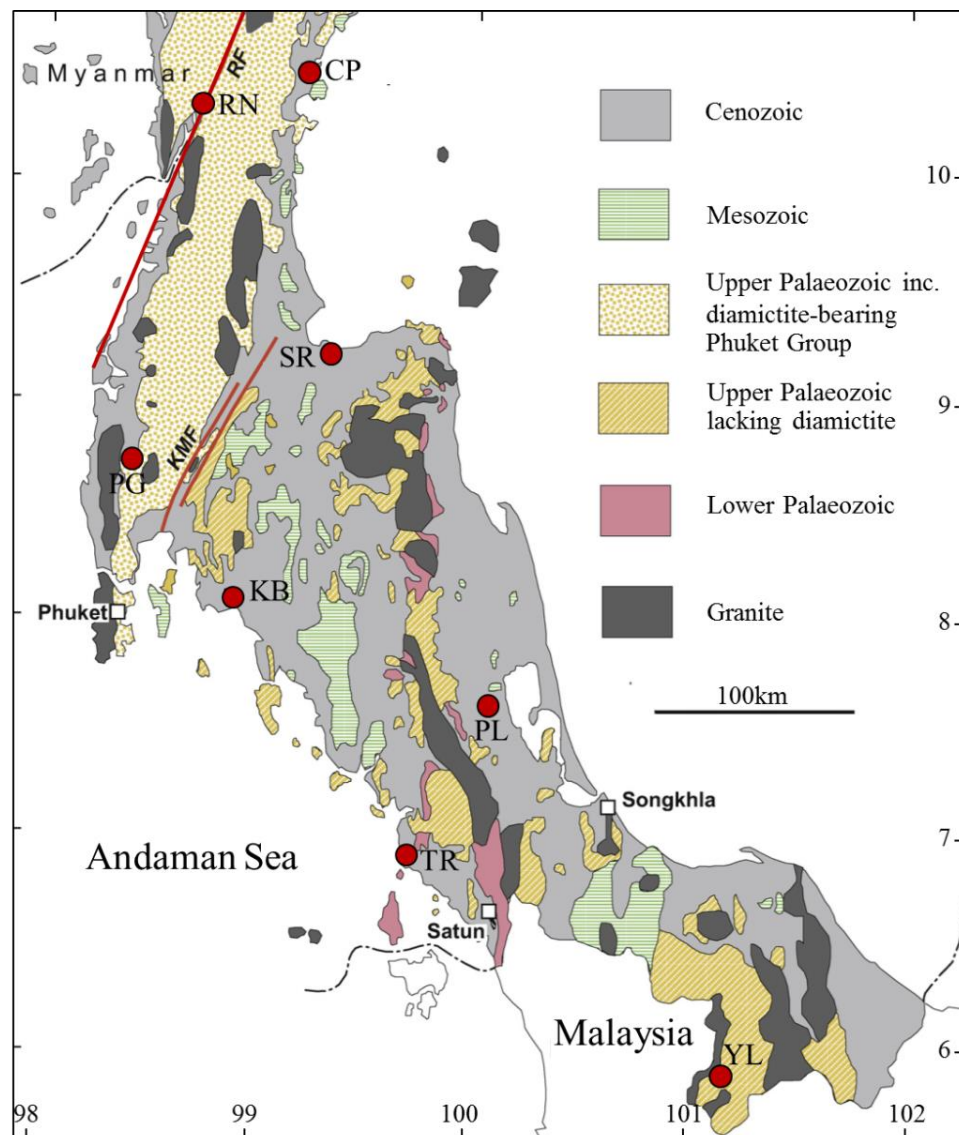 Myanmar
RF
CP
RN
Cenozoic
10
Mesozoic
Upper Palaeozoic inc.
diamictite-bearing
Phuket Group
SR
9
Upper Palaeozoic
lacking diamictite
KMF
PG
Lower Palaeozoic
KB
Phuket
8
Granite
100km
PL
Songkhla
7
Andaman Sea
TR
Satun
Malaysia
6
YL
98
99
100
101
102